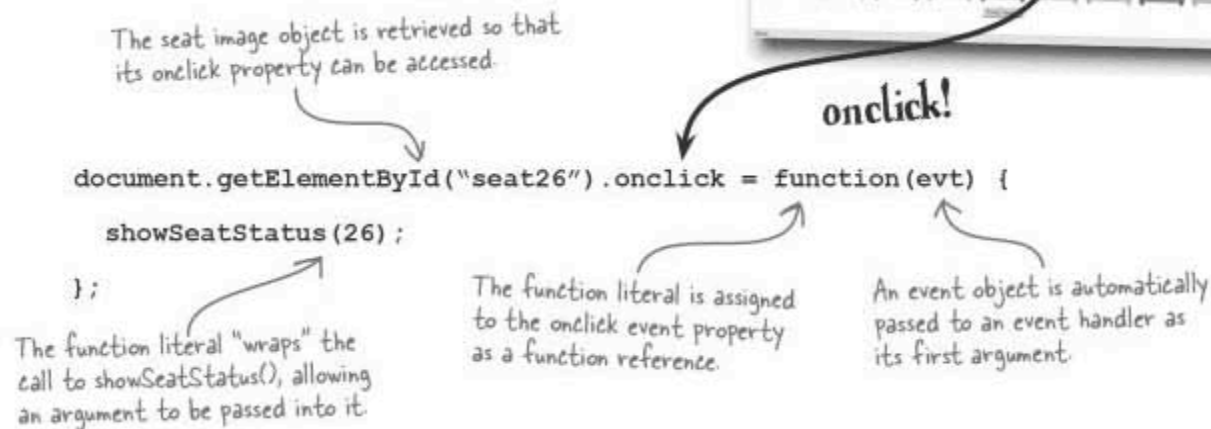 The seat image object is retrieved so that
its onclick property can be accessed.
onclick!
document.getElementById("seat26").onclick = function(evt) {
showSeatStatus(26);
};
The function literal "wraps" the
call to showSeatStatus(), allowing
an argument to be passed into it.
The function literal is assigned
to the onclick event property
as a function reference.
An event object is automatically
passed to an event handler as
its first argument.